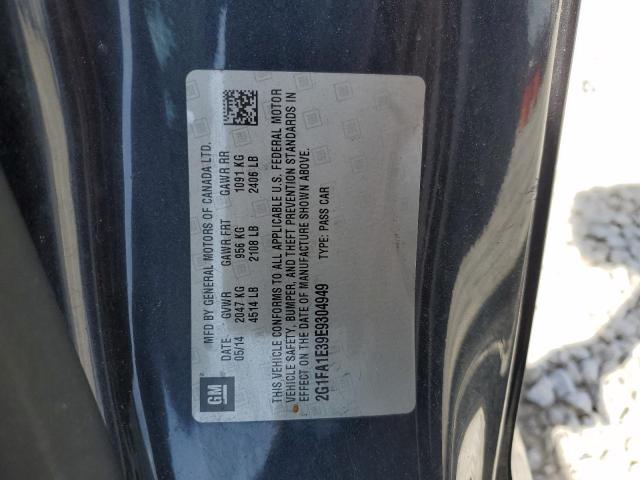 MFD BY GENERAL MOTORS OF CANADA LTD.
DATE GVWR GAWR FRT GAWR RR
05/14 2047 KG 956 KG 1091 KG
4514 LB 2108 LB 2406 LB
THIS VEHICLE CONFORMS TO ALL APPLICABLE U.S. FEDERAL MOTOR
VEHICLE SAFETY, BUMPER, AND THEFT PREVENTION STANDARDS IN
EFFECT ON THE DATE OF MANUFACTURE SHOWN ABOVE.
2G1FA1E39E9304949 TYPE: PASS CAR
GM